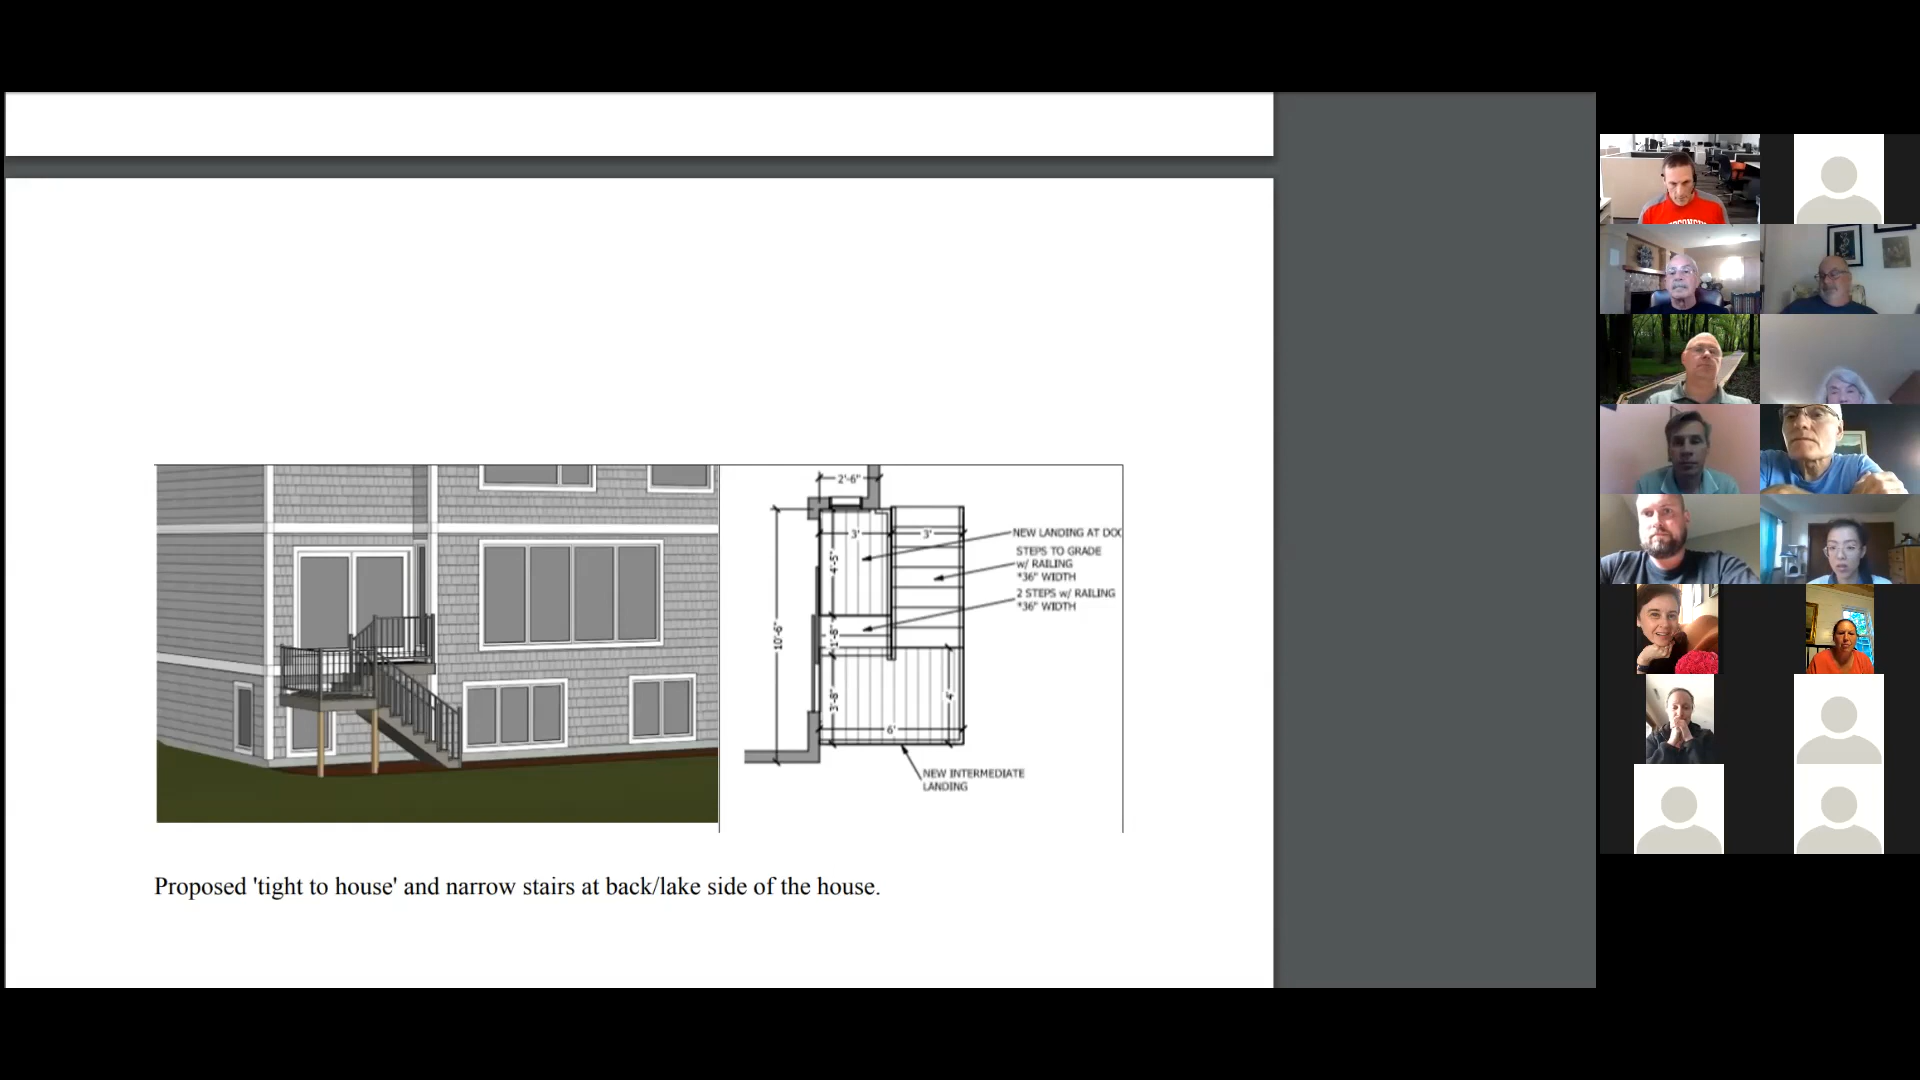 2'-6"
3'
3'
NEW LANDING AT DOO
STEPS TO GRADE
w/ RAILING
*36" WIDTH
2 STEPS w/ RAILING
*36" WIDTH
4'-5"
10'-6"
1'-8"
3'-8"
4'
6'
NEW INTERMEDIATE
LANDING
Proposed 'tight to house' and narrow stairs at back/lake side of the house.